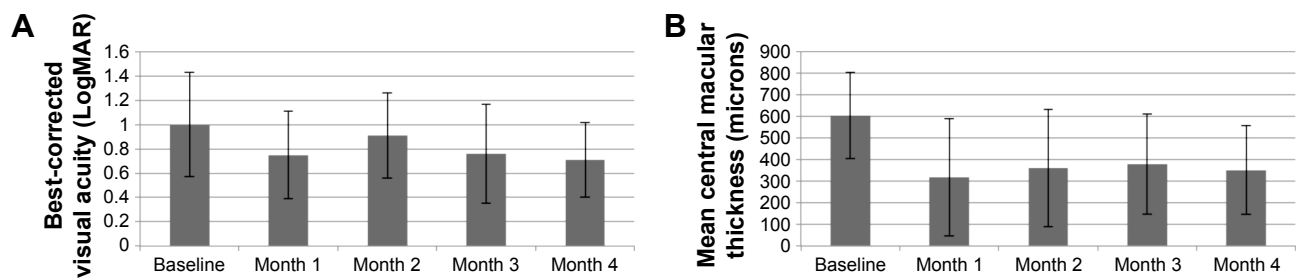 A
Best-corrected
visual acuity (LogMAR)
1.6
1.4
1.2
1
0.8
0.6
0.4
0.2
0
Baseline Month 1 Month 2 Month 3 Month 4
B
Mean central macular
thickness (microns)
900
800
700
600
500
400
300
200
100
0
Baseline Month 1 Month 2 Month 3 Month 4